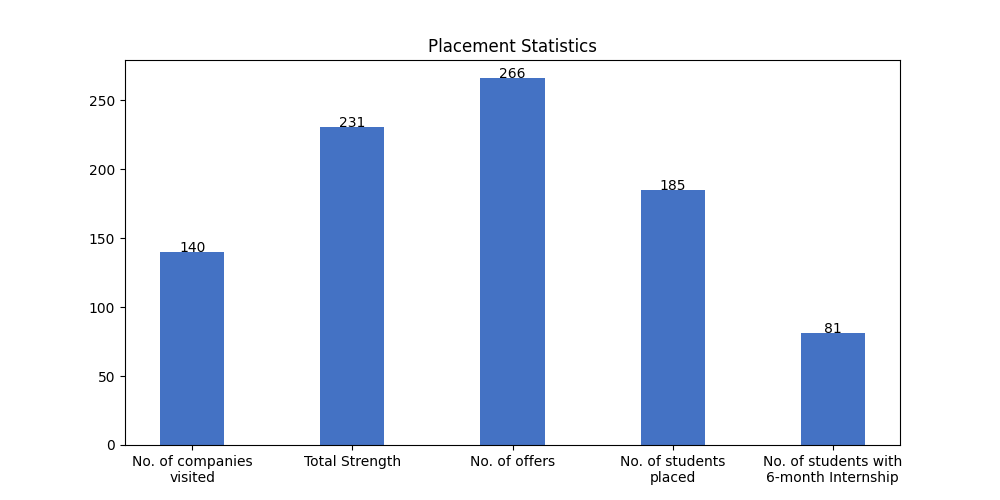 Placement Statistics
250
200
150
100
50
0
140
231
266
185
81
No. of companies
visited
Total Strength
No. of offers
No. of students
placed
No. of students with
6-month Internship